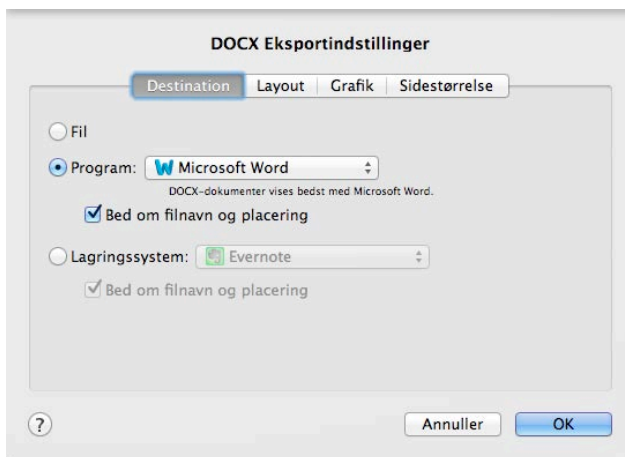 DOCX Eksportindstillinger
Destination Layout Grafik Sidestørrelse
Fil
Program: Microsoft Word
DOCX-dokumenter vises bedst med Microsoft Word.
Bed om filnavn og placering
Lagringssystem: Evernote
Bed om filnavn og placering
? Annuller OK